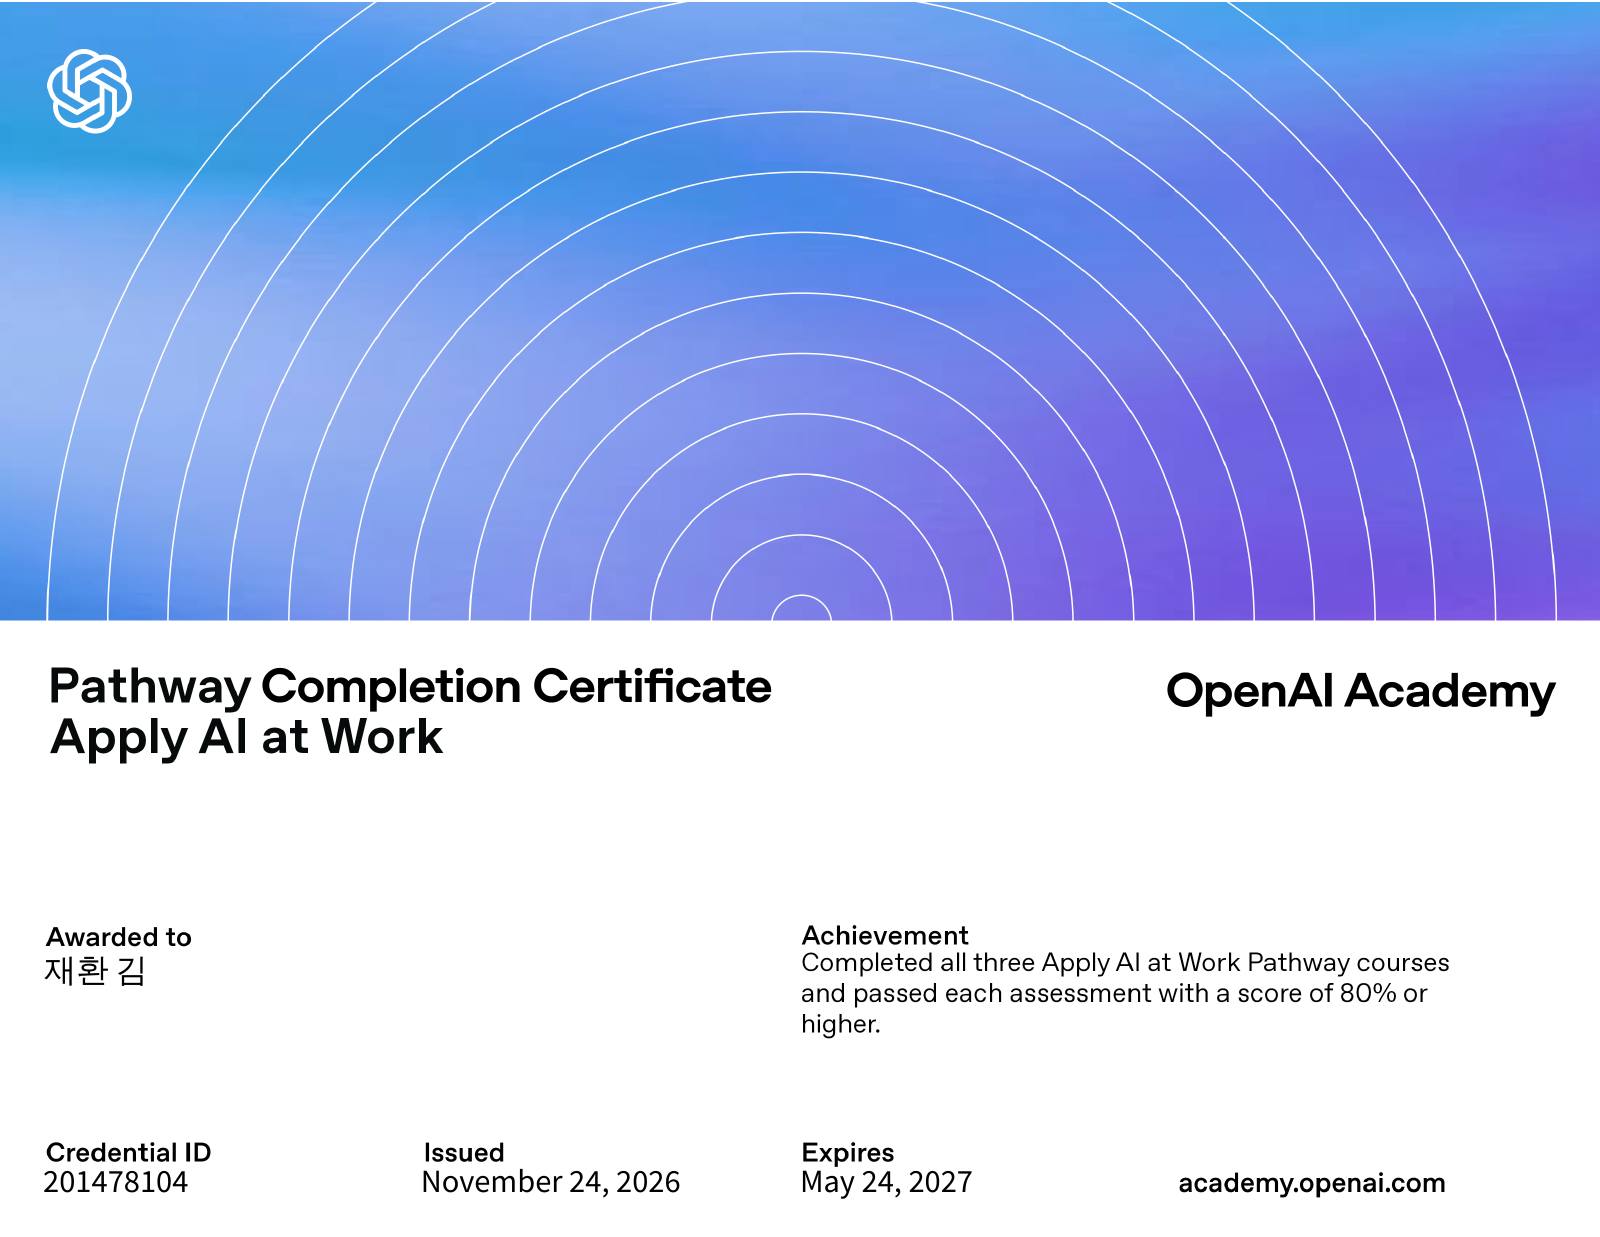 Pathway Completion Certificate
Apply AI at Work
OpenAI Academy
Awarded to
재환 김
Achievement
Completed all three Apply AI at Work Pathway courses
and passed each assessment with a score of 80% or
higher.
Credential ID
201478104
Issued
November 24, 2026
Expires
May 24, 2027
academy.openai.com